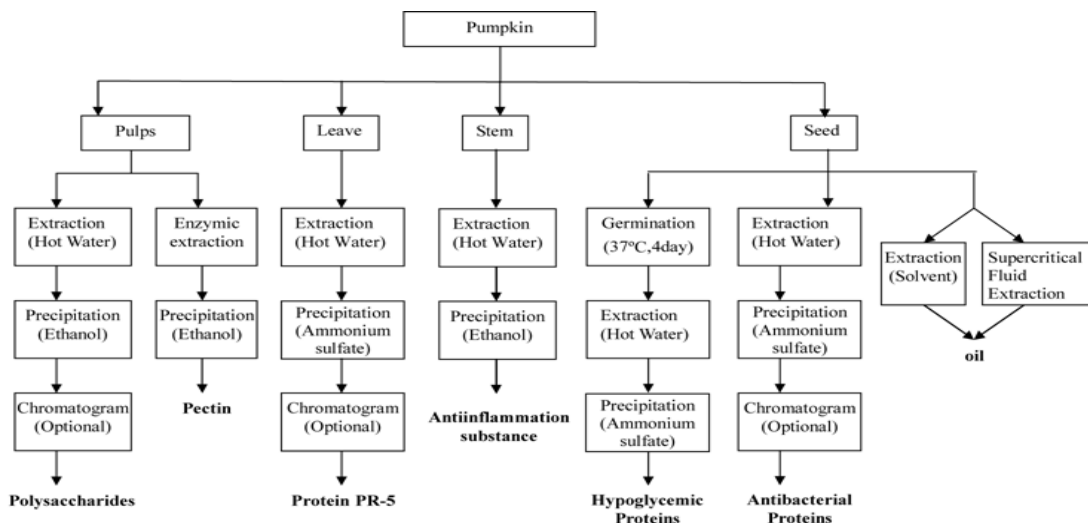 Pumpkin
Pulps
Leave
Stem
Seed
Extraction
(Hot Water)
Enzymic
extraction
Extraction
(Hot Water)
Extraction
(Hot Water)
Germination
(37°C,4day)
Extraction
(Hot Water)
Extraction
(Solvent)
Supercritical
Fluid
Extraction
Precipitation
(Ethanol)
Precipitation
(Ethanol)
Precipitation
(Ammonium
sulfate)
Precipitation
(Ethanol)
Extraction
(Hot Water)
Precipitation
(Ammonium
sulfate)
oil
Chromatogram
(Optional)
Pectin
Chromatogram
(Optional)
Antiinflammation
substance
Precipitation
(Ammonium
sulfate)
Chromatogram
(Optional)
Polysaccharides
Protein PR-5
Hypoglycemic
Proteins
Antibacterial
Proteins